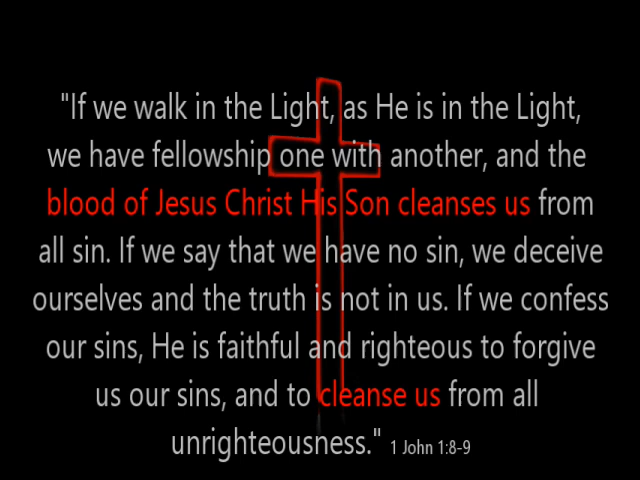 "If we walk in the Light, as He is in the Light,
we have fellowship one with another, and the
blood of Jesus Christ His Son cleanses us from
all sin. If we say that we have no sin, we deceive
ourselves and the truth is not in us. If we confess
our sins, He is faithful and righteous to forgive
us our sins, and to cleanse us from all
unrighteousness." 1 John 1:8-9